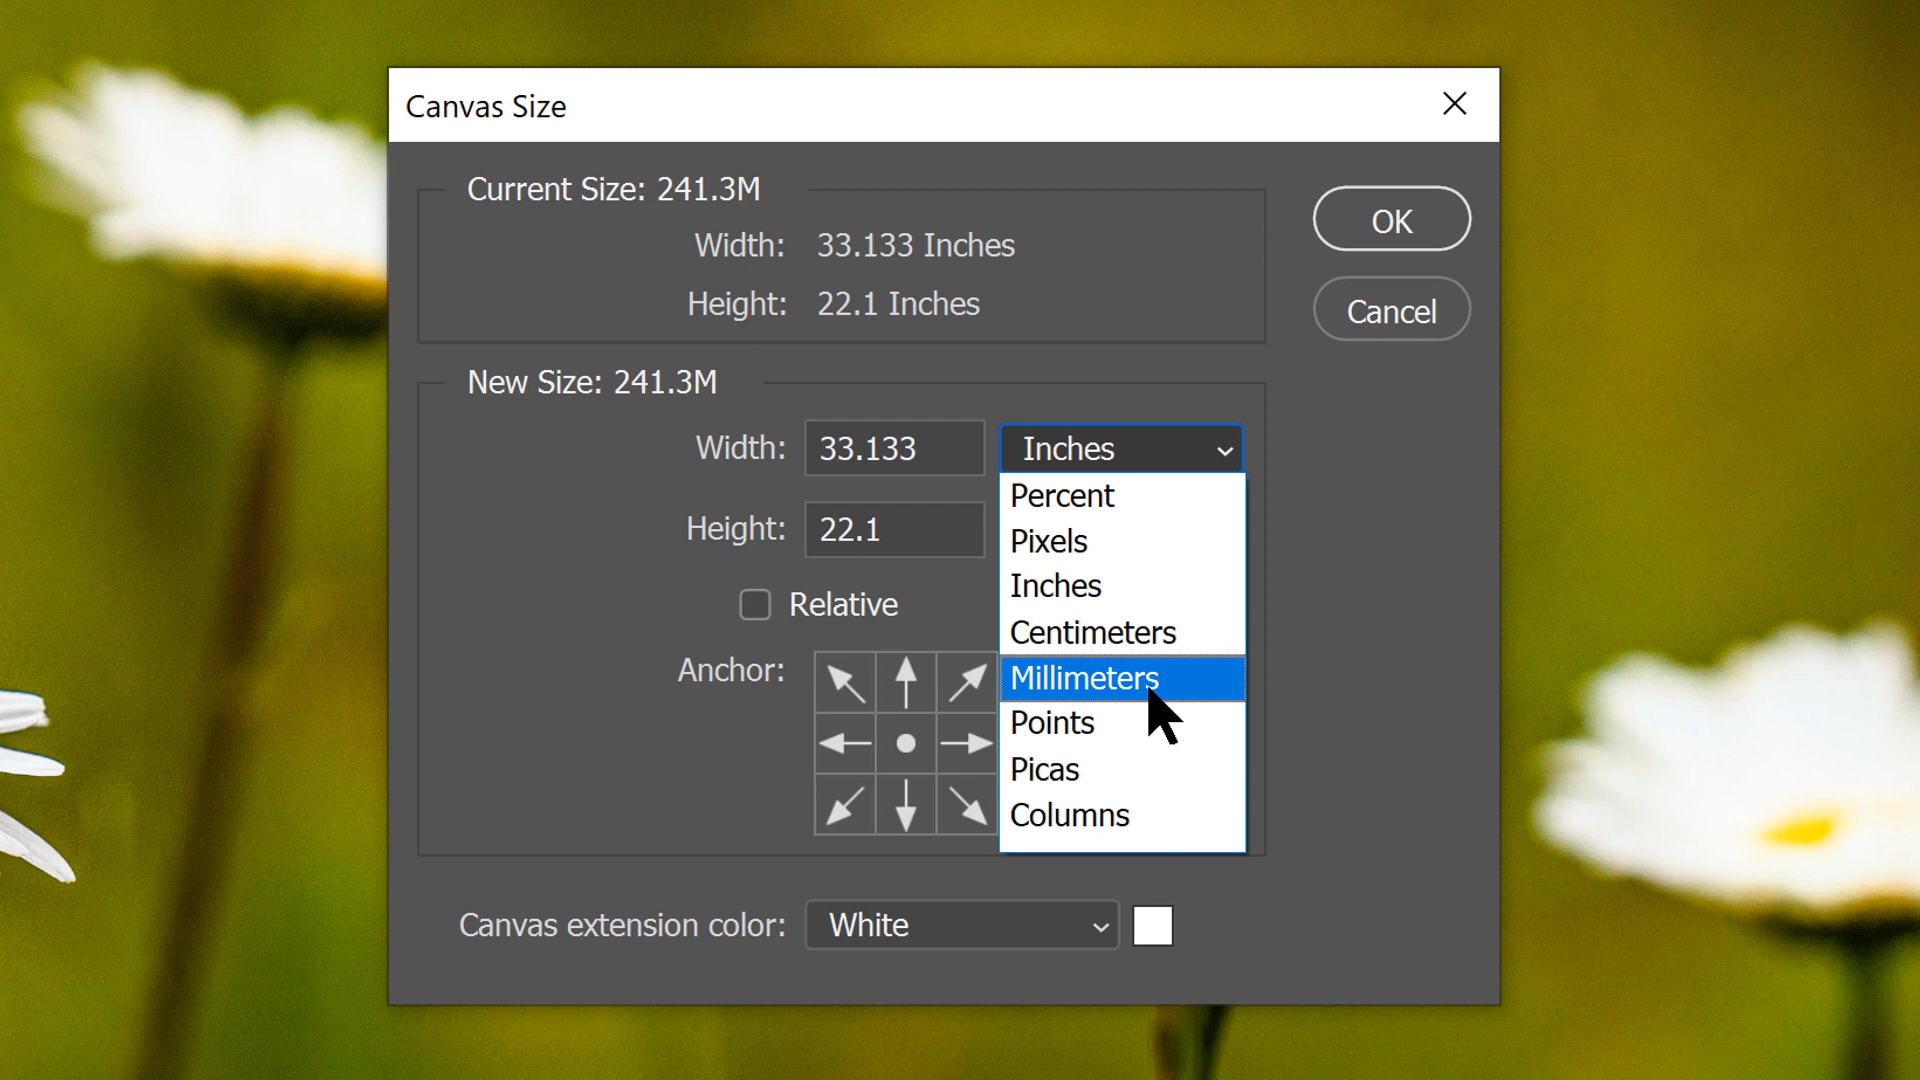 Canvas Size
Current Size: 241.3M
Width: 33.133 Inches
Height: 22.1 Inches
OK
Cancel
New Size: 241.3M
Width: 33.133 Inches
Height: 22.1
Percent
Pixels
Inches
Centimeters
Millimeters
Points
Picas
Columns
Relative
Anchor:
Canvas extension color: White